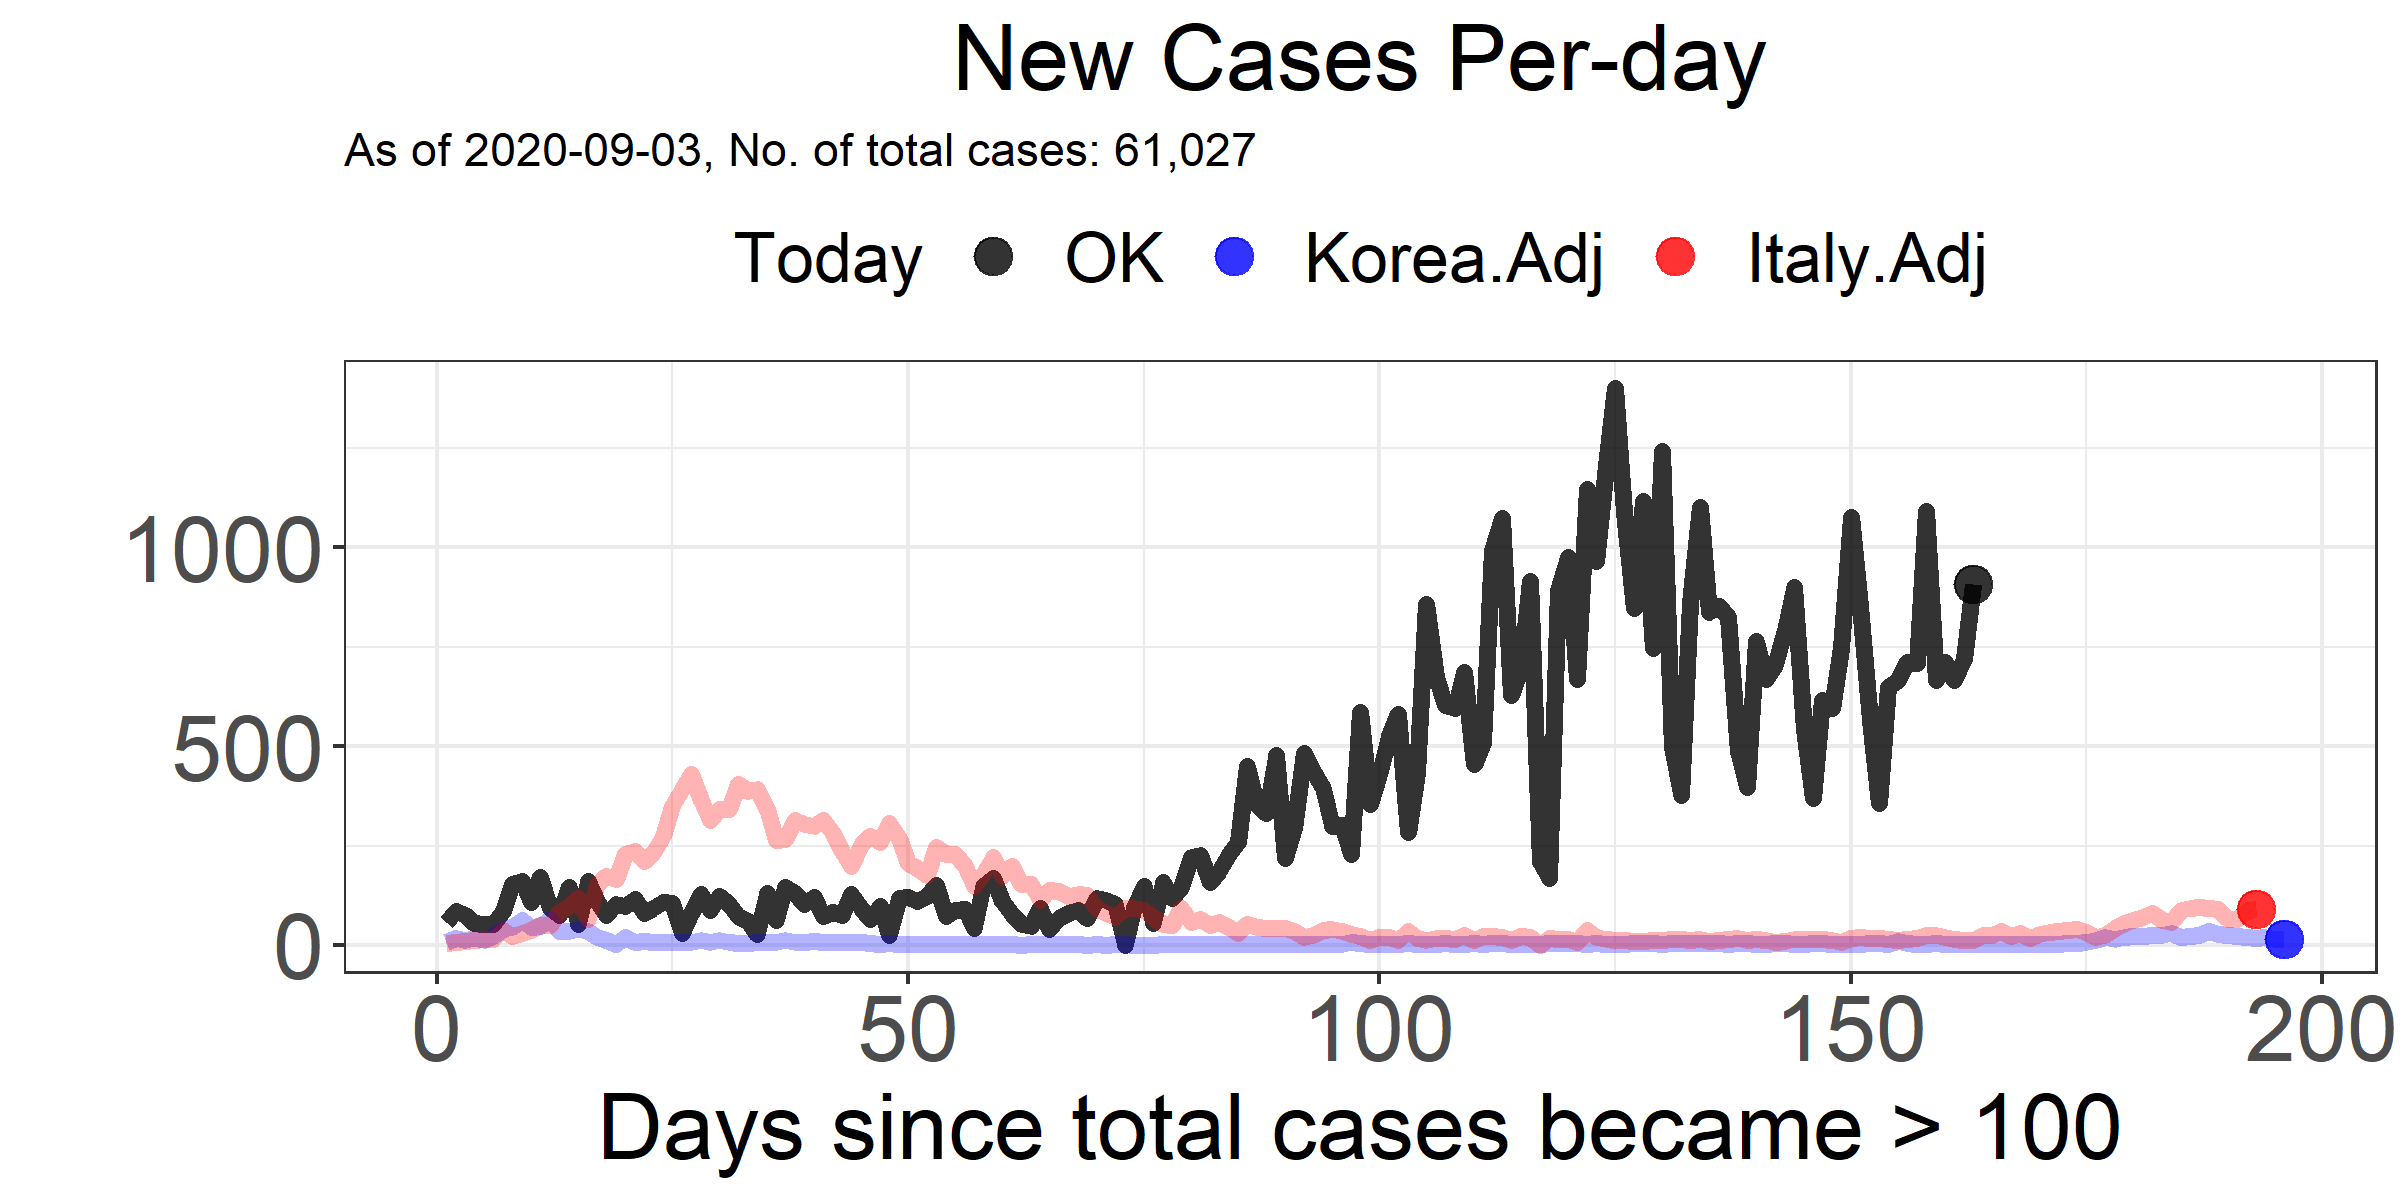 New Cases Per-day
As of 2020-09-03, No. of total cases: 61,027
Today OK Korea.Adj Italy.Adj
1000
500
0
0 50 100 150 200
Days since total cases became > 100